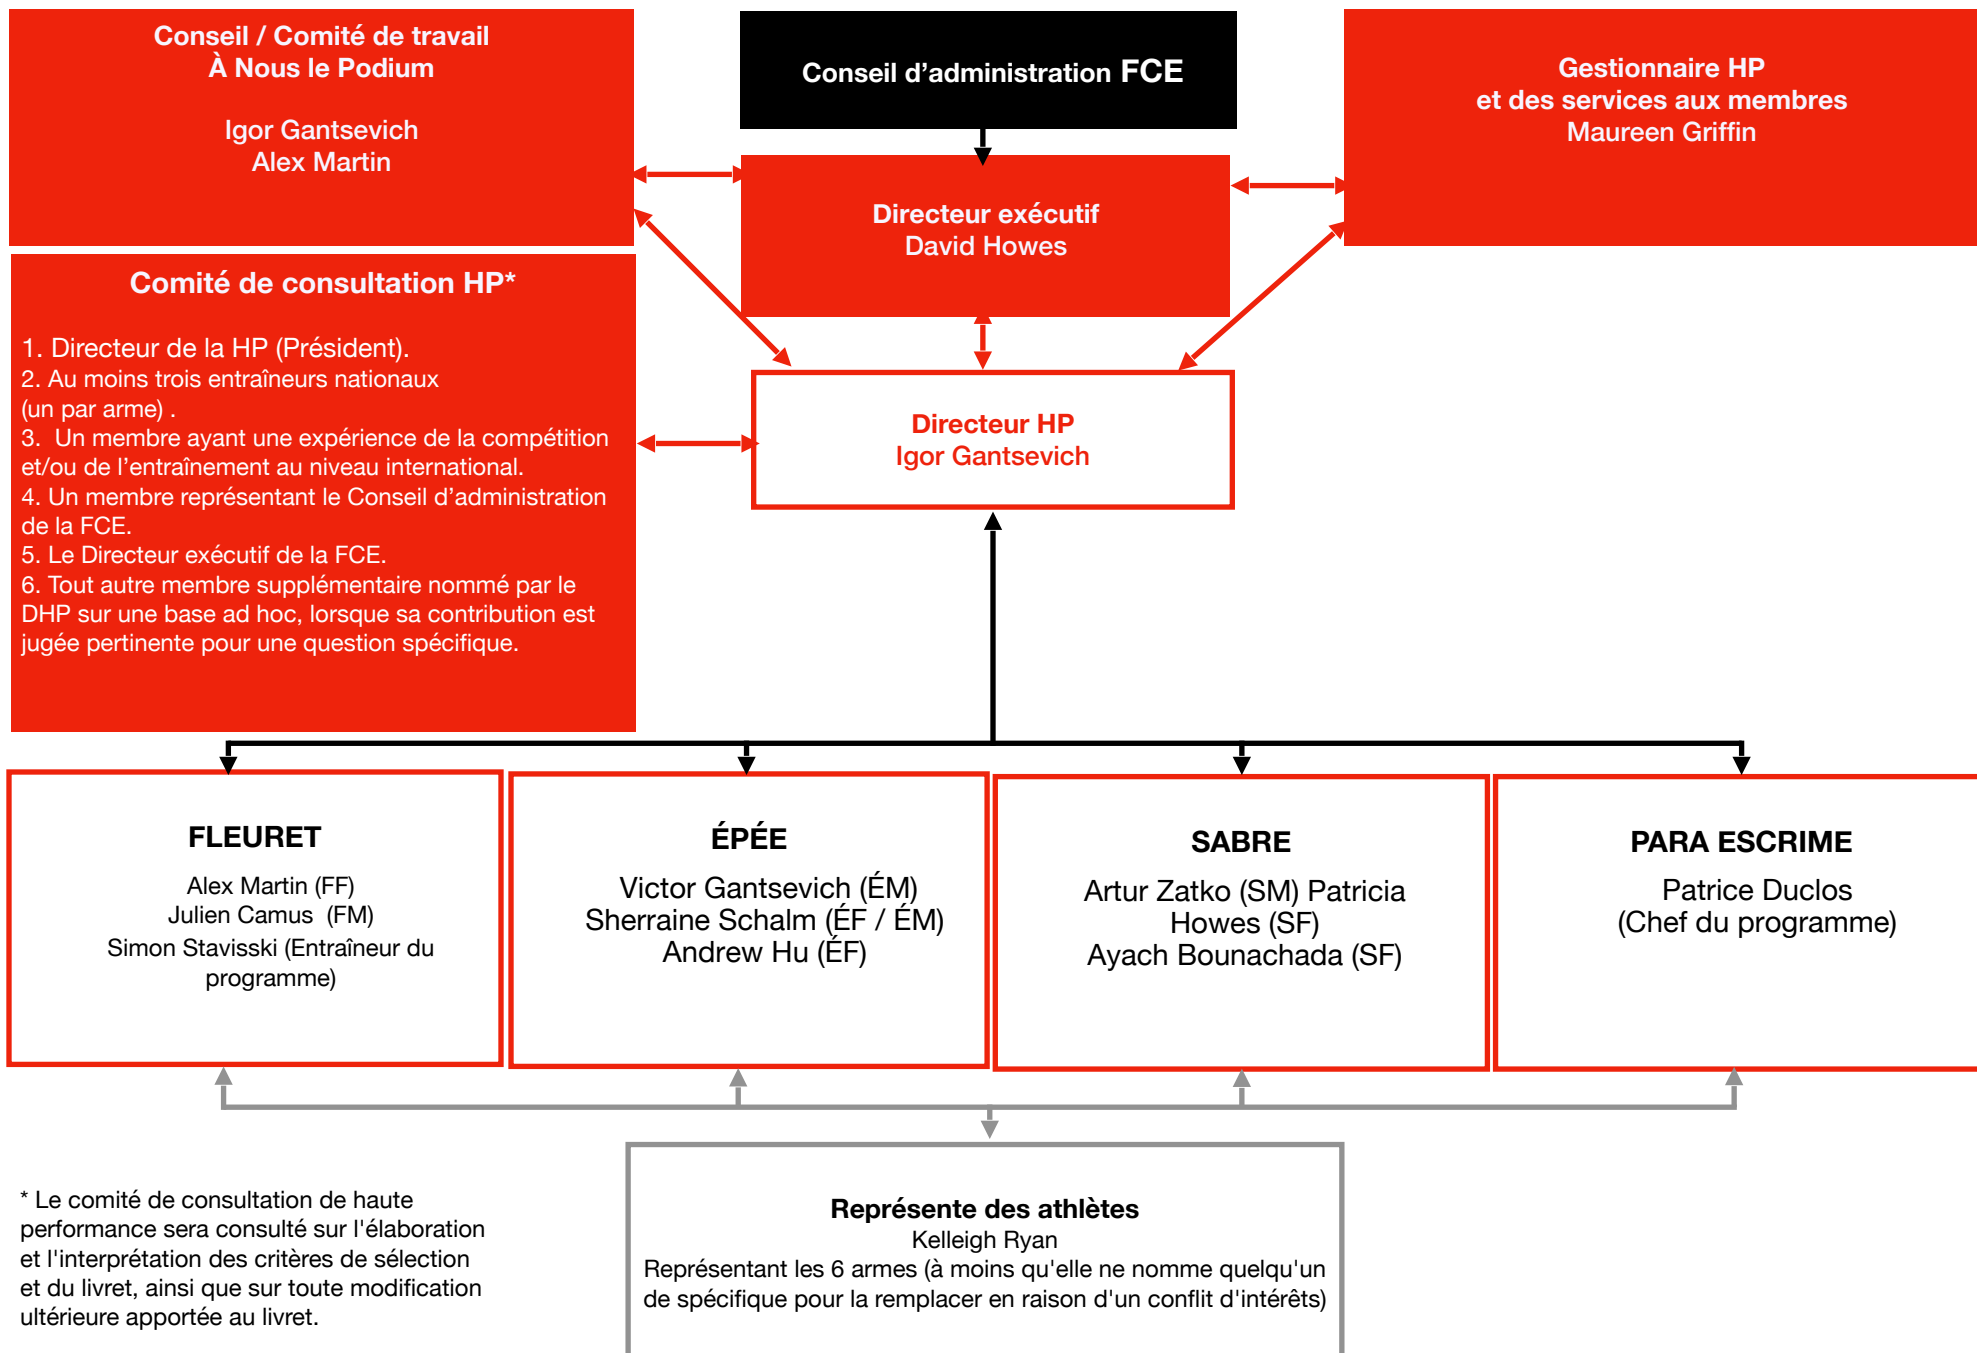 Conseil / Comité de travail
À Nous le Podium
Igor Gantsevich
Alex Martin
Conseil d’administration FCE
Gestionnaire HP
et des services aux membres
Maureen Griffin
Directeur exécutif
David Howes
Comité de consultation HP*
1. Directeur de la HP (Président).
2. Au moins trois entraîneurs nationaux
(un par arme) .
3.  Un membre ayant une expérience de la compétition
et/ou de l’entraînement au niveau international.
4. Un membre représentant le Conseil d’administration
de la FCE.
5. Le Directeur exécutif de la FCE.
6. Tout autre membre supplémentaire nommé par le
DHP sur une base ad hoc, lorsque sa contribution est
jugée pertinente pour une question spécifique.
Directeur HP
Igor Gantsevich
FLEURET
Alex Martin (FF)
Julien Camus  (FM)
Simon Stavisski (Entraîneur du
programme)
ÉPÉE
Victor Gantsevich (ÉM)
Sherraine Schalm (ÉF / ÉM)
Andrew Hu (ÉF)
SABRE
Artur Zatko (SM) Patricia
Howes (SF)
Ayach Bounachada (SF)
PARA ESCRIME
Patrice Duclos
(Chef du programme)
* Le comité de consultation de haute
performance sera consulté sur l'élaboration
et l'interprétation des critères de sélection
et du livret, ainsi que sur toute modification
ultérieure apportée au livret.
Représente des athlètes
Kelleigh Ryan
Représentant les 6 armes (à moins qu'elle ne nomme quelqu'un
de spécifique pour la remplacer en raison d'un conflit d'intérêts)